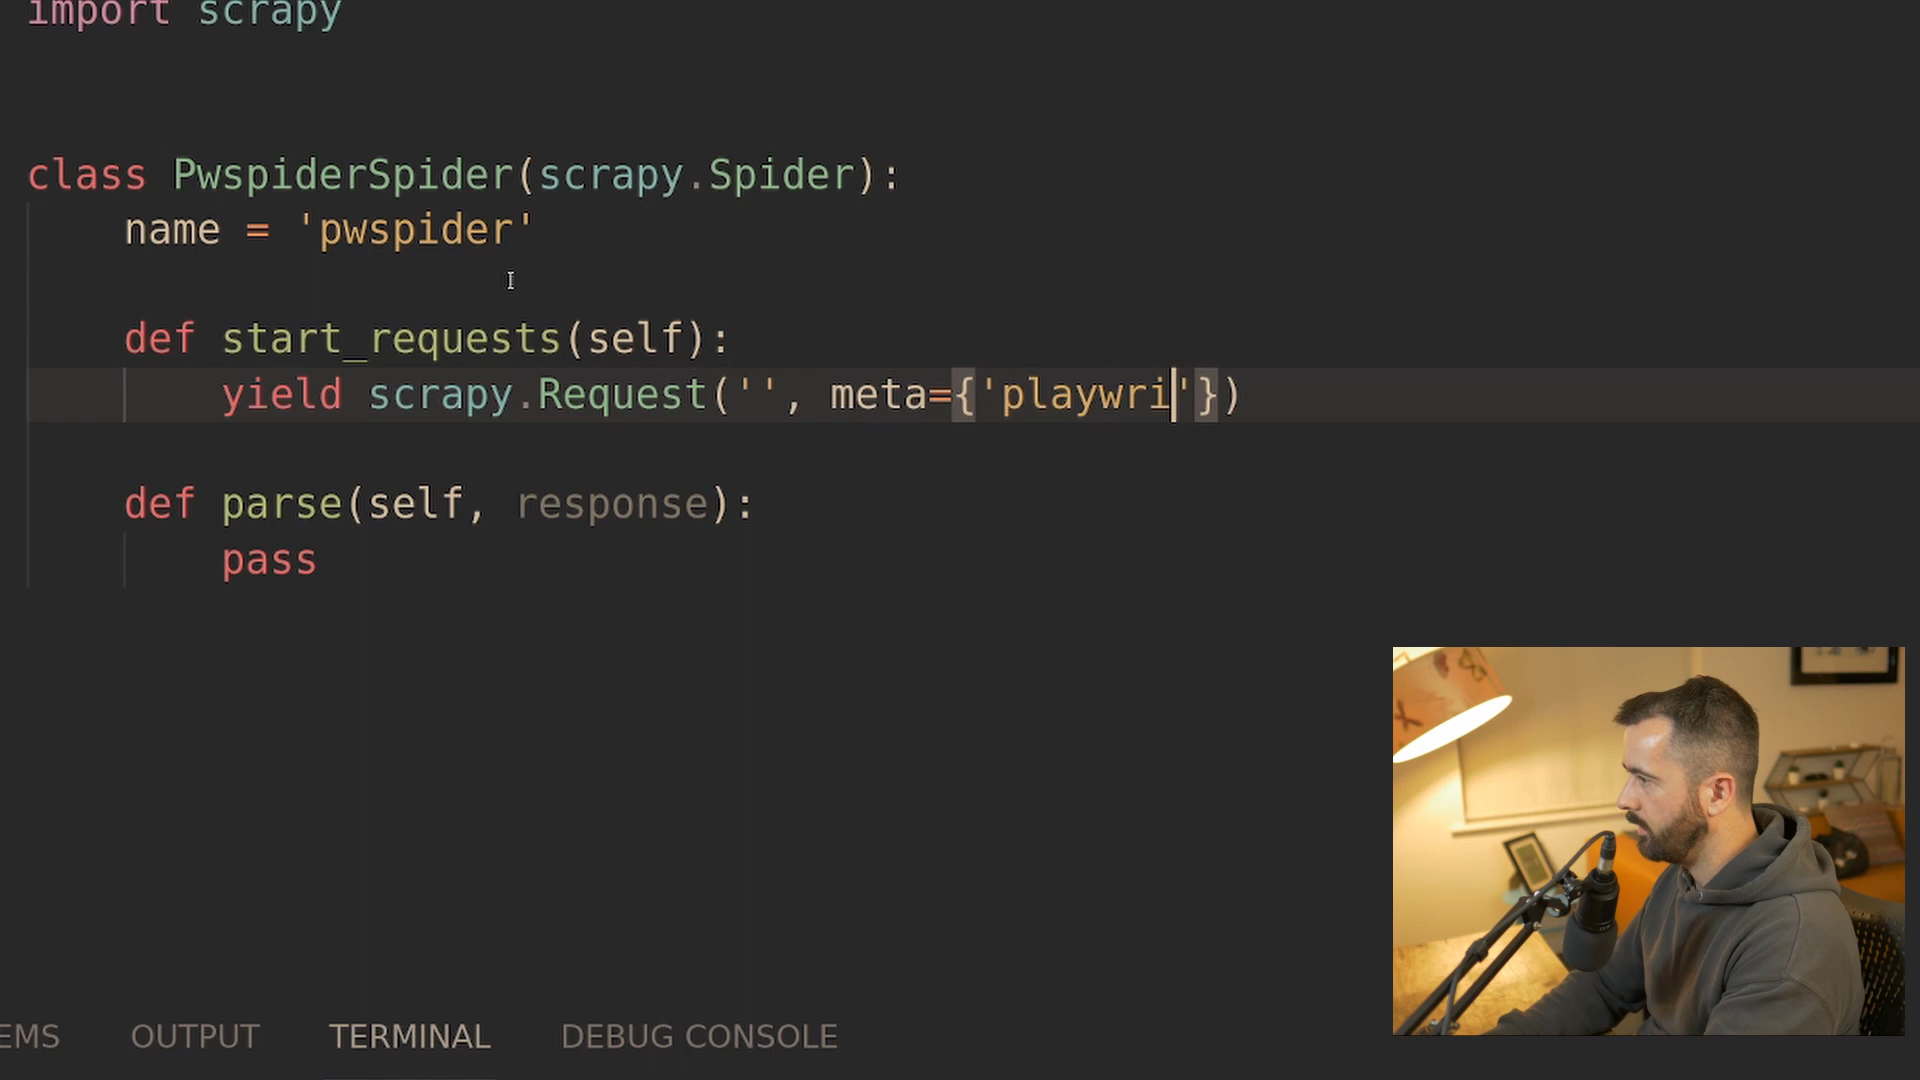 import scrapy
class PwspiderSpider(scrapy.Spider):
name = 'pwspider'
def start_requests(self):
yield scrapy.Request('', meta={'playwri'})
def parse(self, response):
pass
EMS OUTPUT TERMINAL DEBUG CONSOLE